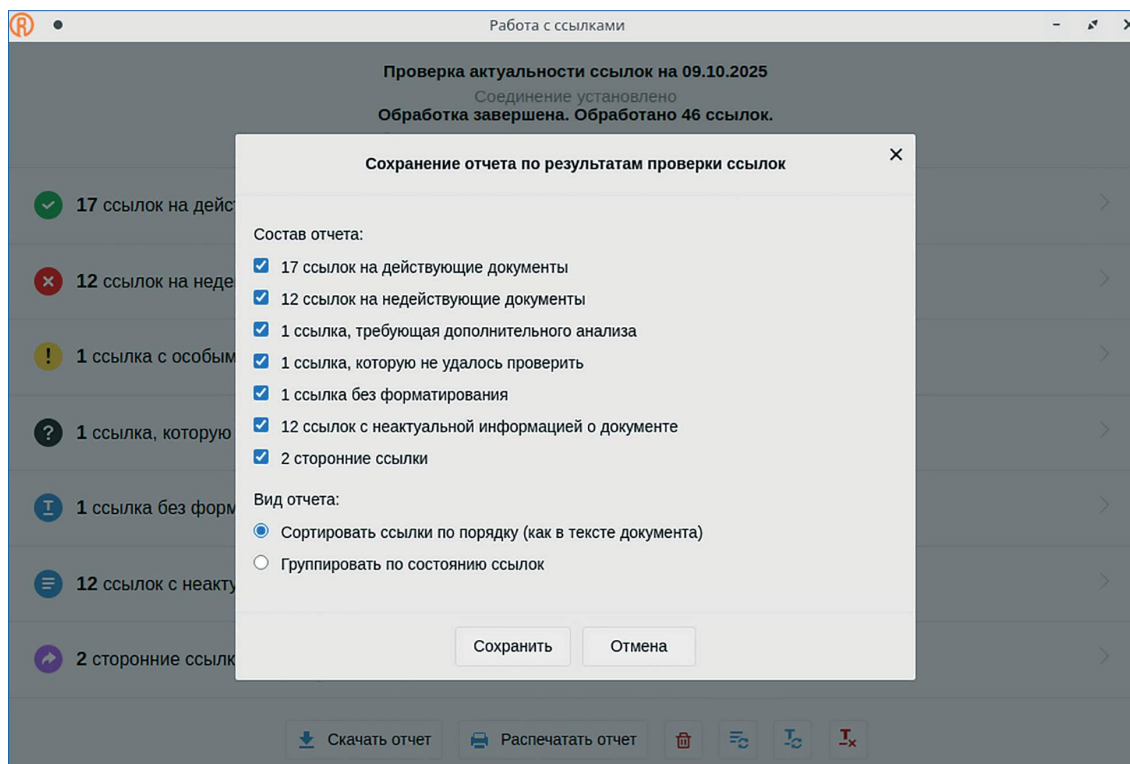 Работа с ссылками
Проверка актуальности ссылок на 09.10.2025
Соединение установлено
Обработка завершена. Обработано 46 ссылок.
Сохранение отчета по результатам проверки ссылок
17 ссылок на дейс
12 ссылок на неде
1 ссылка с особым
1 ссылка, которую
1 ссылка без форм
12 ссылок с неакту
2 сторонние ссылк
Состав отчета:
17 ссылок на действующие документы
12 ссылок на недействующие документы
1 ссылка, требующая дополнительного анализа
1 ссылка, которую не удалось проверить
1 ссылка без форматирования
12 ссылок с неактуальной информацией о документе
2 сторонние ссылки
Вид отчета:
Сортировать ссылки по порядку (как в тексте документа)
Группировать по состоянию ссылок
Сохранить
Отмена
Скачать отчет
Распечатать отчет